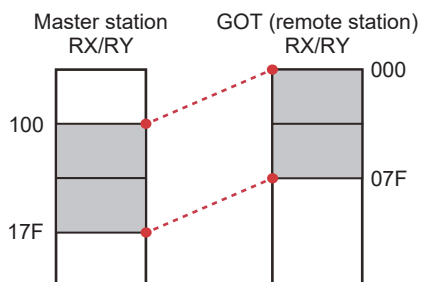 Master station
RX/RY
GOT (remote station)
RX/RY
000
100
07F
17F